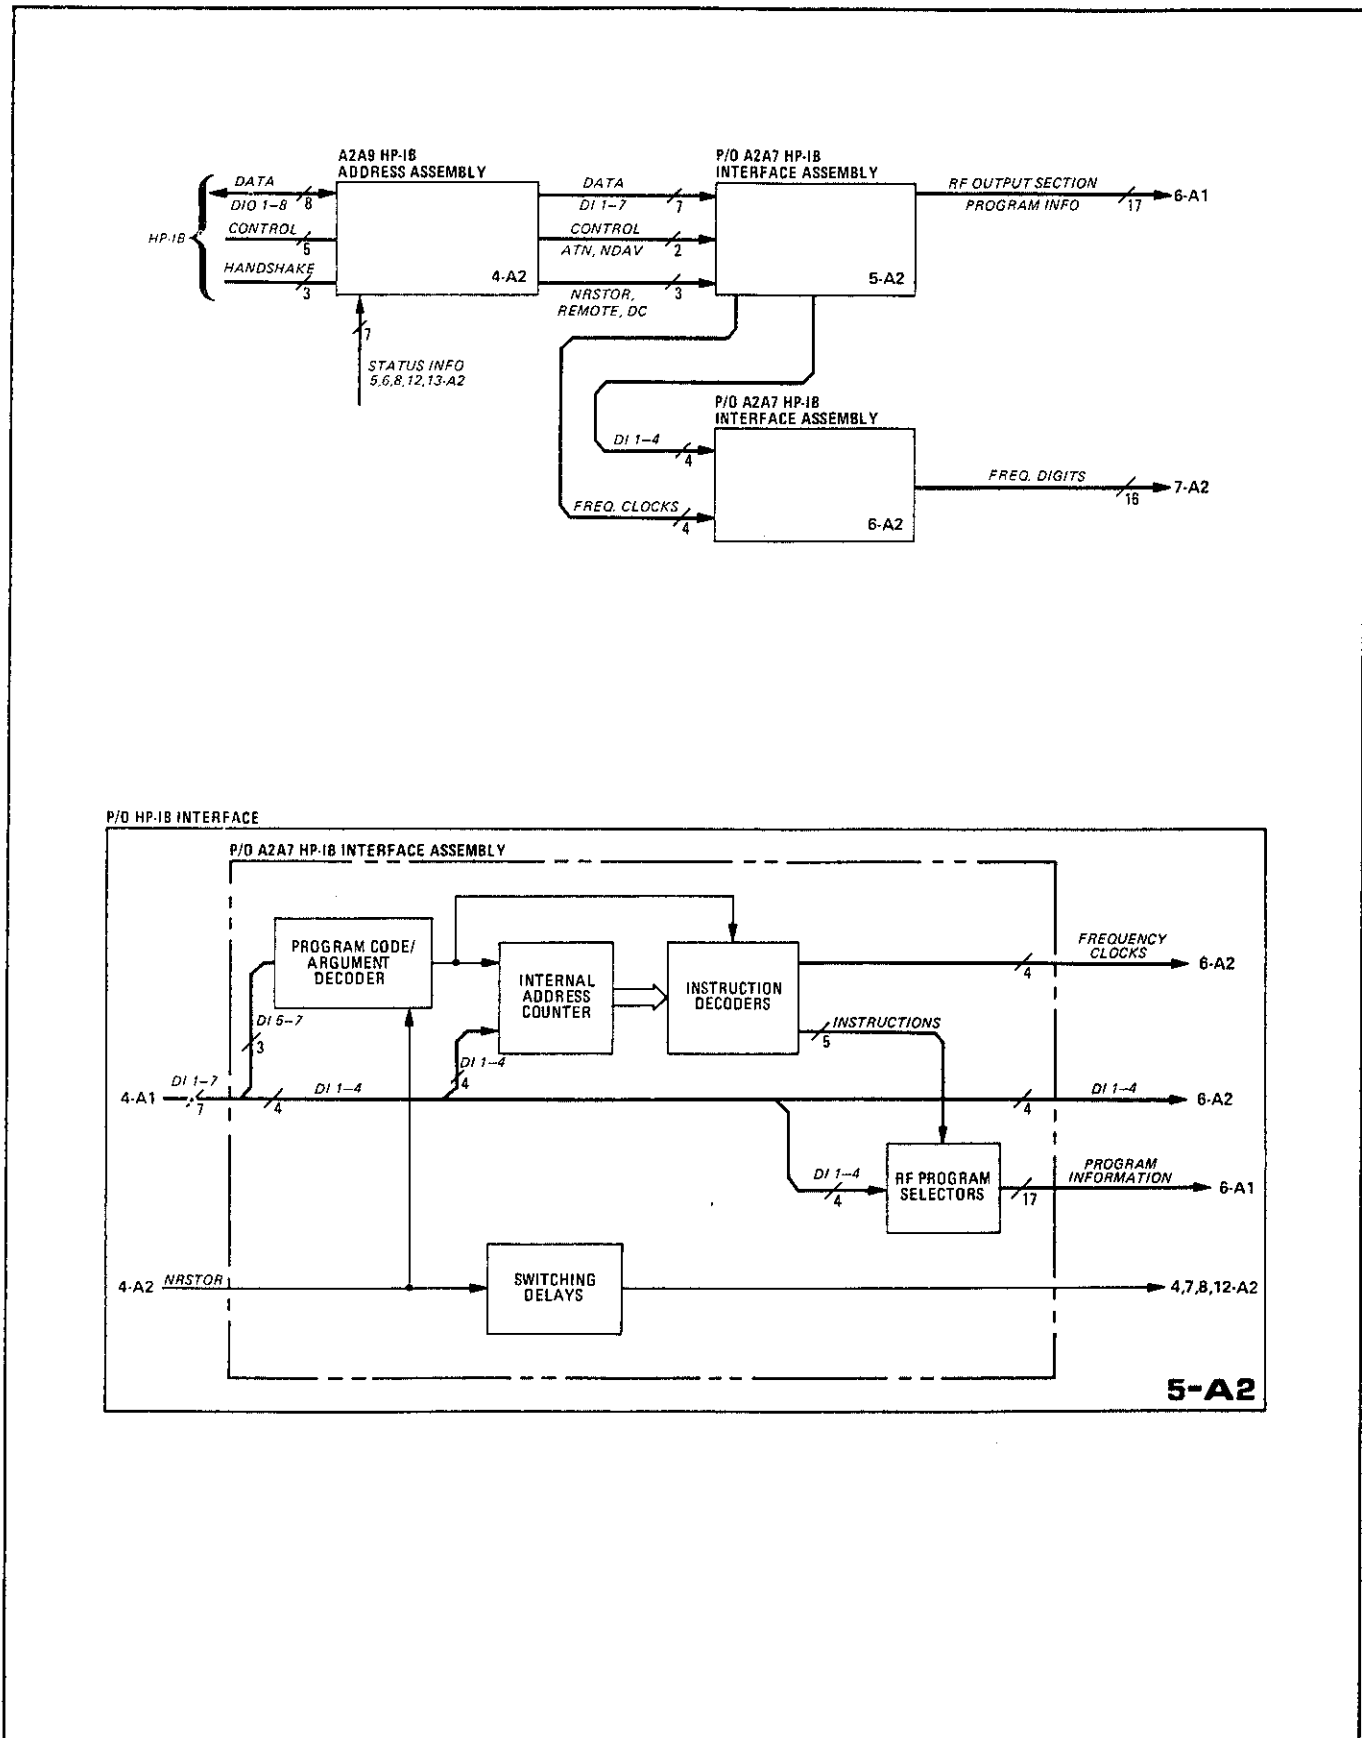 A2A9 HP-IB
ADDRESS ASSEMBLY
P/O A2A7 HP-IB
INTERFACE ASSEMBLY
HP-IB
DATA
DIO 1-8
8
CONTROL
5
HANDSHAKE
3
4-A2
7
STATUS INFO
5,6,8,12,13-A2
DATA
DI 1-7
7
CONTROL
ATN, NDAV
2
NRSTOR,
REMOTE, DC
3
5-A2
RF OUTPUT SECTION
PROGRAM INFO
17
6-A1
P/O A2A7 HP-IB
INTERFACE ASSEMBLY
DI 1-4
4
FREQ. CLOCKS
4
6-A2
FREQ. DIGITS
16
7-A2
P/O HP-IB INTERFACE
P/O A2A7 HP-IB INTERFACE ASSEMBLY
PROGRAM CODE/
ARGUMENT
DECODER
INTERNAL
ADDRESS
COUNTER
INSTRUCTION
DECODERS
FREQUENCY
CLOCKS
4
6-A2
DI 5-7
3
DI 1-4
4
INSTRUCTIONS
5
4-A1
DI 1-7
7
DI 1-4
4
4
DI 1-4
6-A2
DI 1-4
4
RF PROGRAM
SELECTORS
17
PROGRAM
INFORMATION
6-A1
4-A2
NRSTOR
SWITCHING
DELAYS
4,7,8,12-A2
5-A2